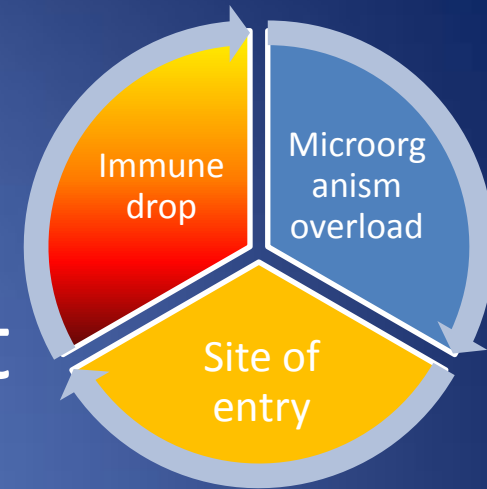 Immune
drop
Microorg
anism
overload
t
Site of
entry